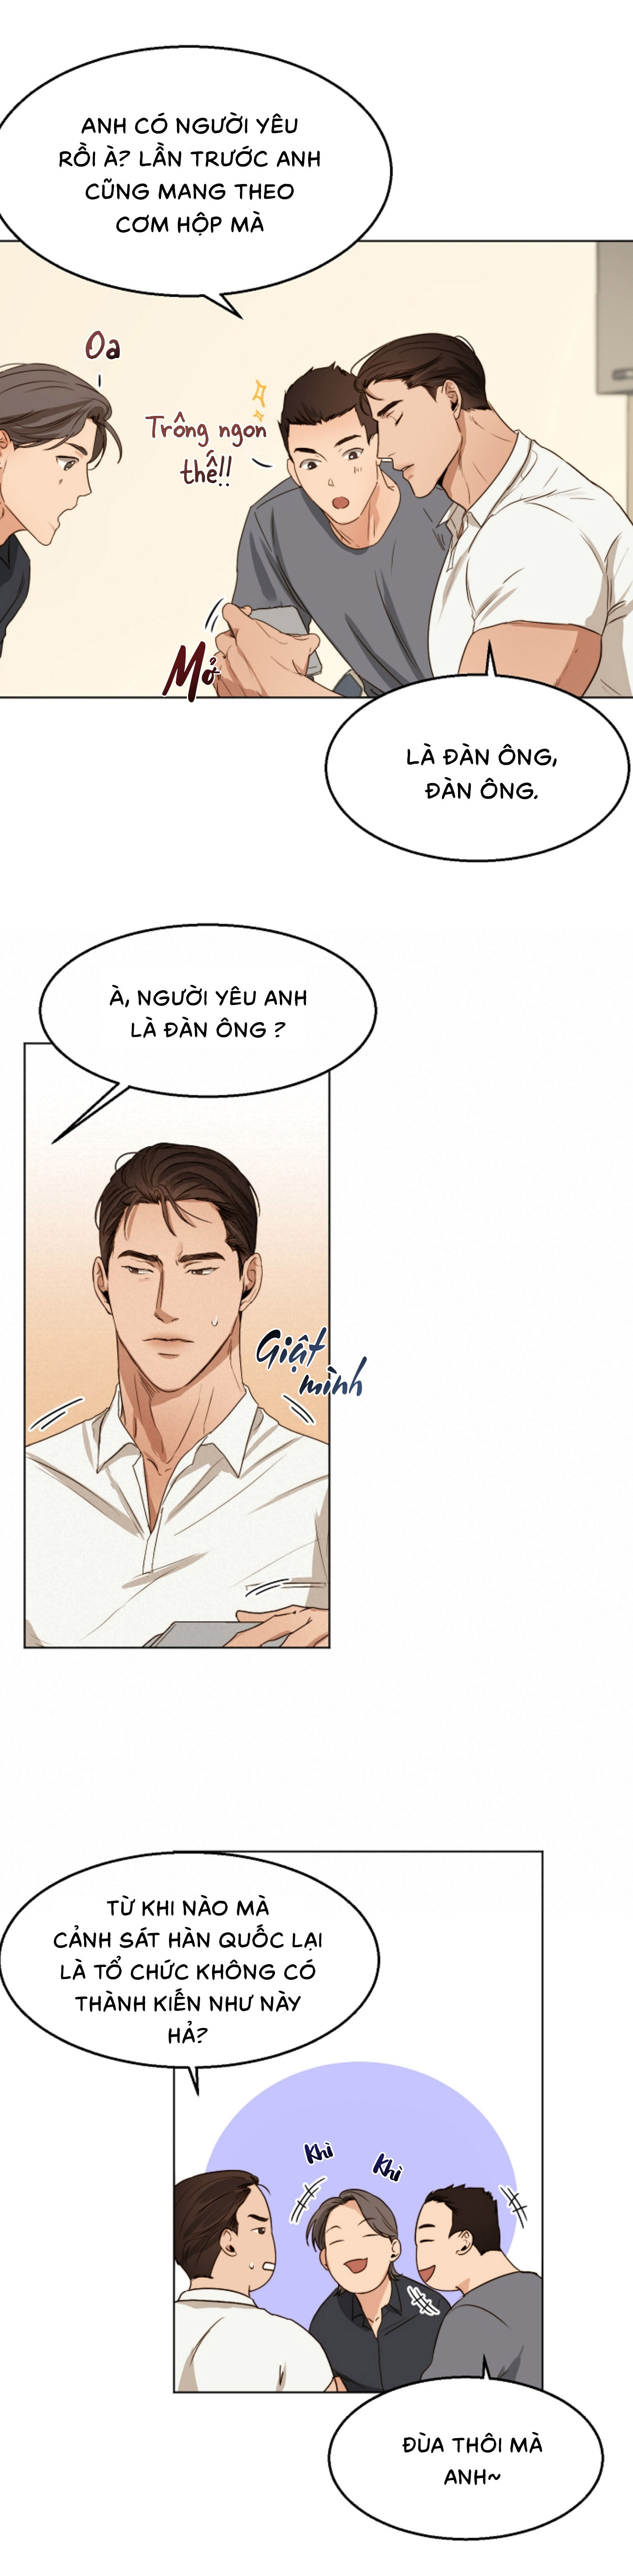 ANH CÓ NGƯỜI YÊU
RỒI À? LẦN TRƯỚC ANH
CŨNG MANG THEO
CƠM HỘP MÀ
Oa
Trông ngon
thế!!
Mở
LÀ ĐÀN ÔNG,
ĐÀN ÔNG.
À, NGƯỜI YÊU ANH
LÀ ĐÀN ÔNG ?
Giật
mình
TỪ KHI NÀO MÀ
CẢNH SÁT HÀN QUỐC LẠI
LÀ TỔ CHỨC KHÔNG CÓ
THÀNH KIẾN NHƯ NÀY
HẢ?
Khì
Khì
ĐÙA THÔI MÀ
ANH~